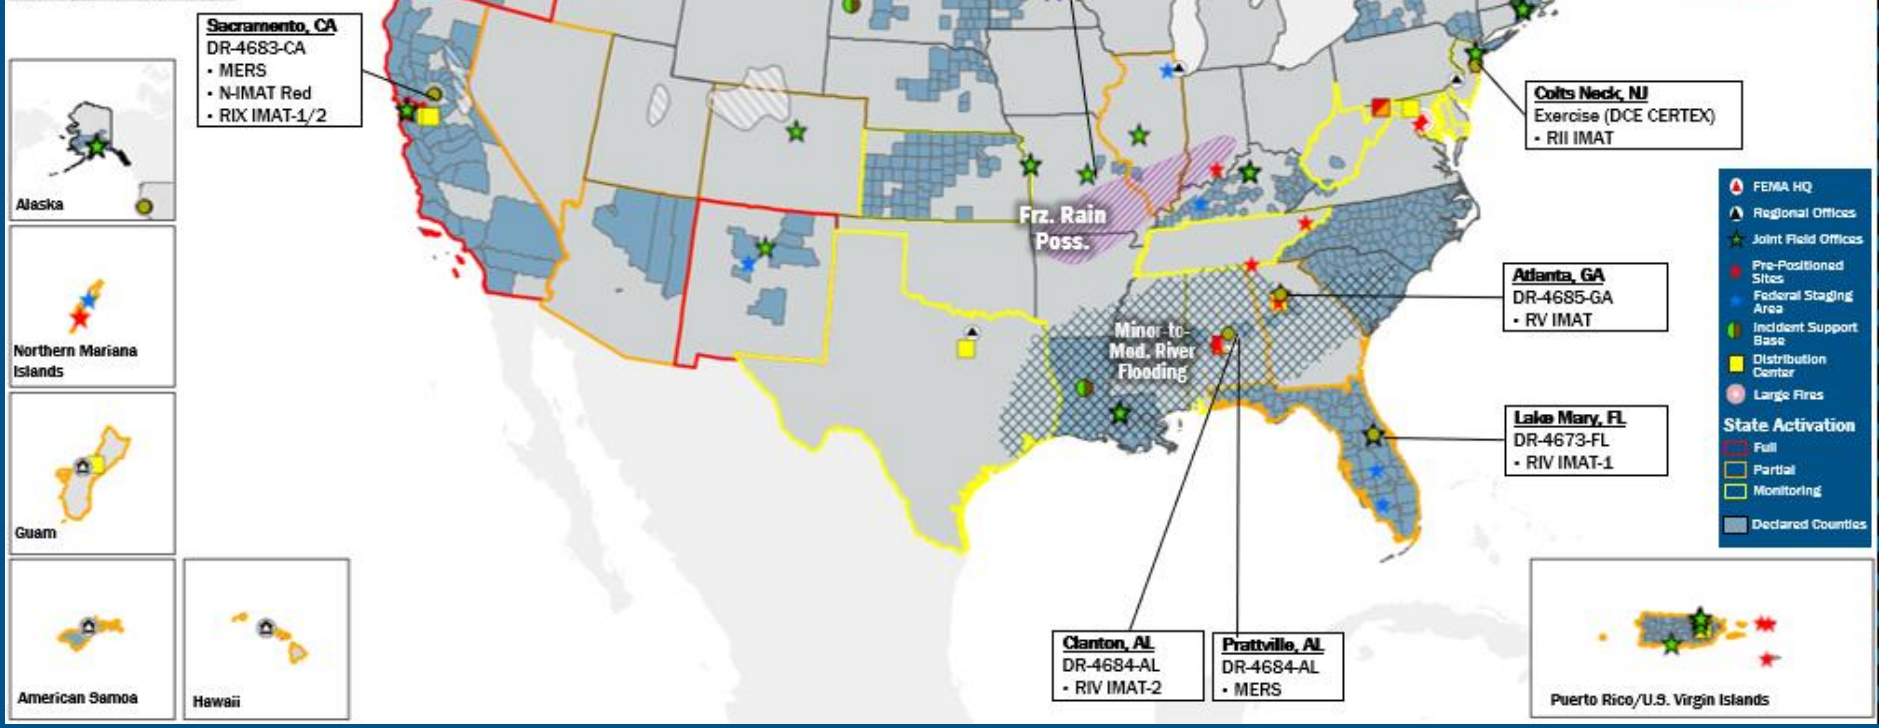 Sacramento, CA
DR-4683-CA
• MERS
• N-IMAT Red
• RIX IMAT-1/2
Alaska
Northern Mariana
Islands
Guam
American Samoa
Hawaii
Frz. Rain
Poss.
Minor-to-
Mod. River
Flooding
Colts Neck, NJ
Exercise (DCE CERTEX)
• RII IMAT
Atlanta, GA
DR-4685-GA
• RV IMAT
Lake Mary, FL
DR-4673-FL
• RIV IMAT-1
Clanton, AL
DR-4684-AL
• RIV IMAT-2
Prattville, AL
DR-4684-AL
• MERS
FEMA HQ
Regional Offices
Joint Field Offices
Pre-Positioned
Sites
Federal Staging
Area
Incident Support
Base
Distribution
Center
Large Fires
State Activation
Full
Partial
Monitoring
Declared Counties
Puerto Rico/U.S. Virgin Islands